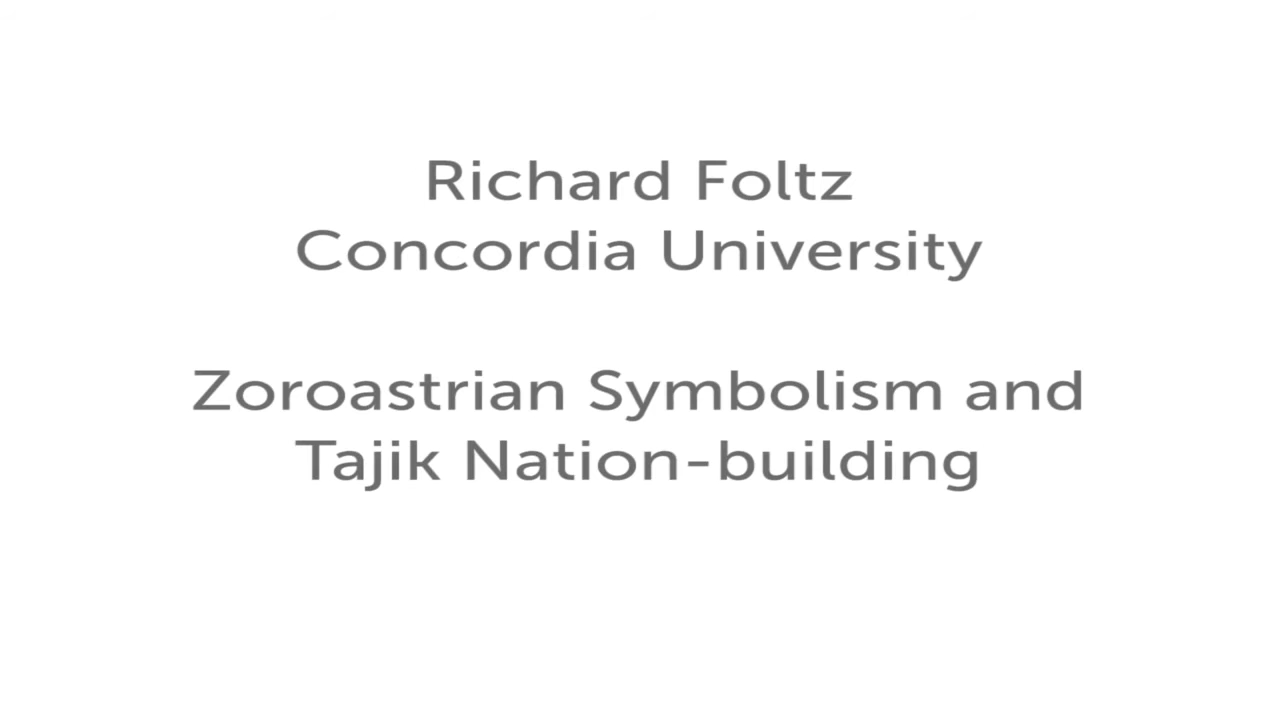 Richard Foltz
Concordia University
Zoroastrian Symbolism and
Tajik Nation-building